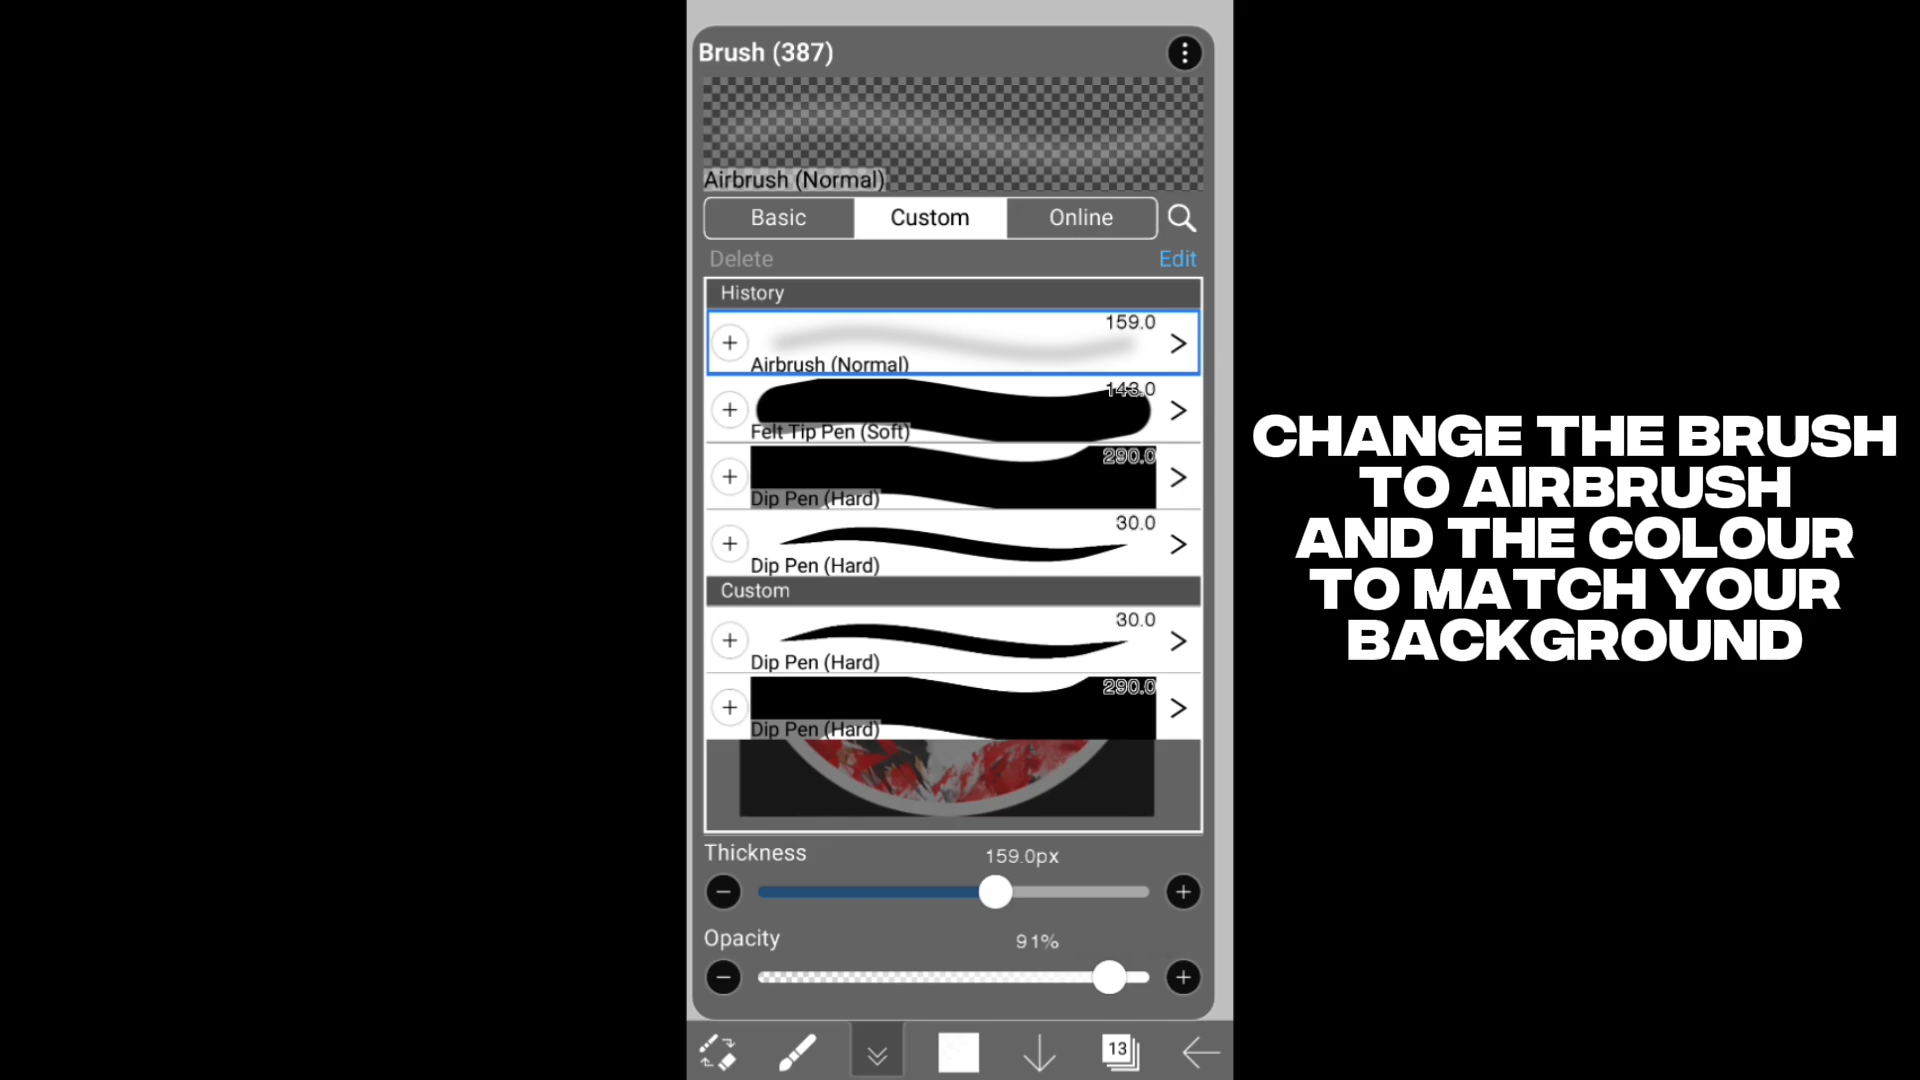 Brush (387)
Airbrush (Normal)
Basic
Custom
Online
Delete
Edit
History
159.0
Airbrush (Normal)
143.0
Felt Tip Pen (Soft)
290.0
Dip Pen (Hard)
30.0
Dip Pen (Hard)
Custom
30.0
Dip Pen (Hard)
290.0
Dip Pen (Hard)
Thickness
159.0px
Opacity
91%
13
CHANGE THE BRUSH
TO AIRBRUSH
AND THE COLOUR
TO MATCH YOUR
BACKGROUND